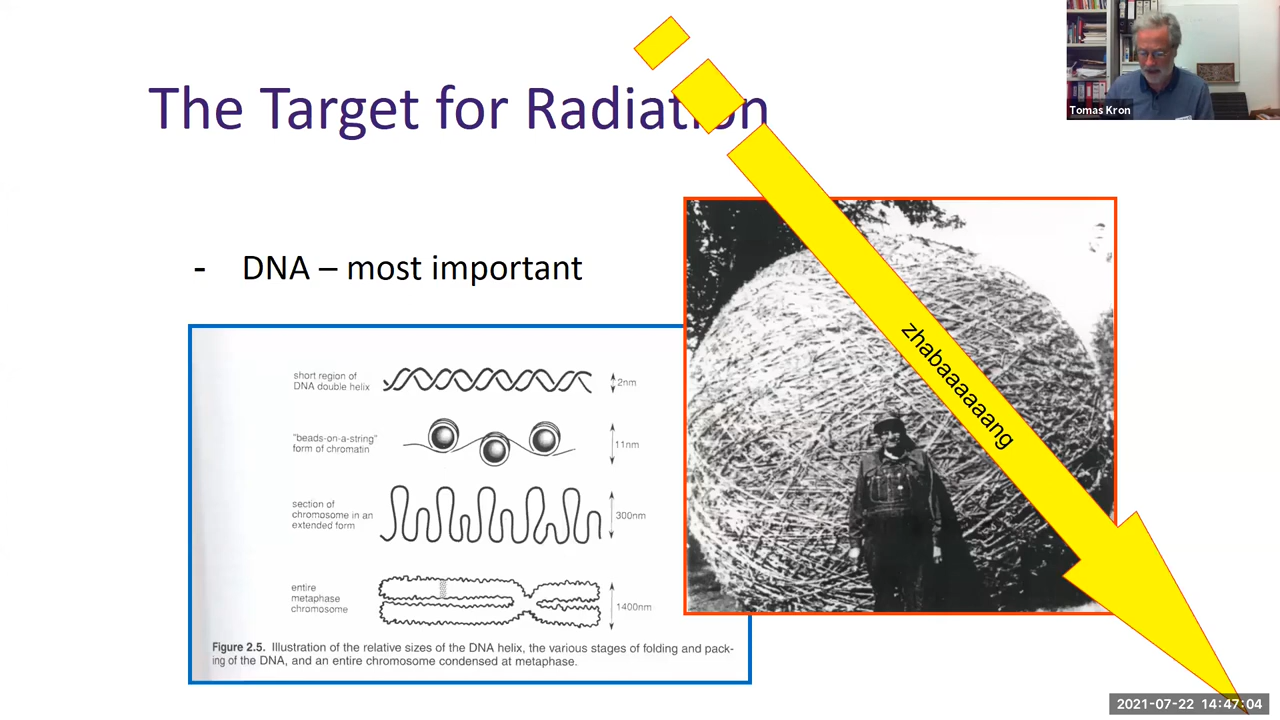 The Target for Radiation
Tomas Kron
- DNA – most important
zhabaaaaaang
short region of
DNA double helix
2nm
"beads-on-a-string"
form of chromatin
11nm
section of
chromosome in an
extended form
300nm
entire
metaphase
chromosome
1400nm
Figure 2.5. Illustration of the relative sizes of the DNA helix, the various stages of folding and pack-
ing of the DNA, and an entire chromosome condensed at metaphase.
2021-07-22 14:47:04